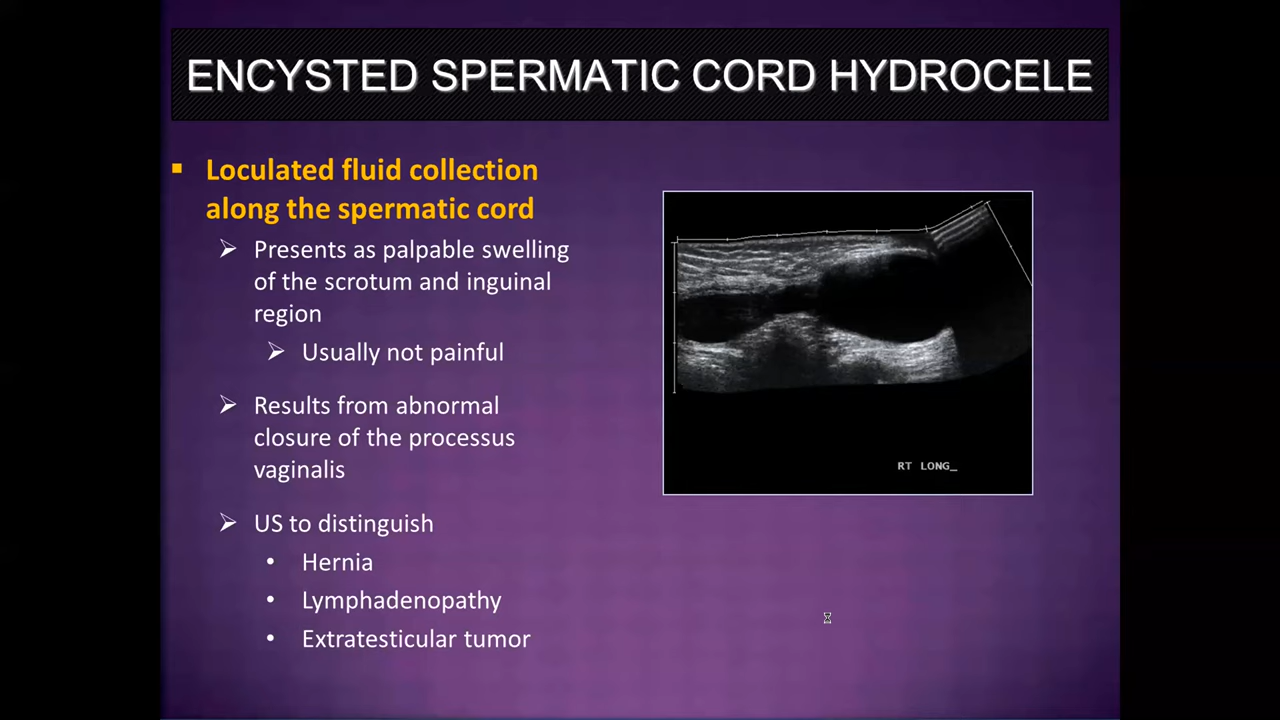 ENCYSTED SPERMATIC CORD HYDROCELE
Loculated fluid collection
along the spermatic cord
Presents as palpable swelling
of the scrotum and inguinal
region
Usually not painful
Results from abnormal
closure of the processus
vaginalis
US to distinguish
Hernia
Lymphadenopathy
Extratesticular tumor
RT LONG_